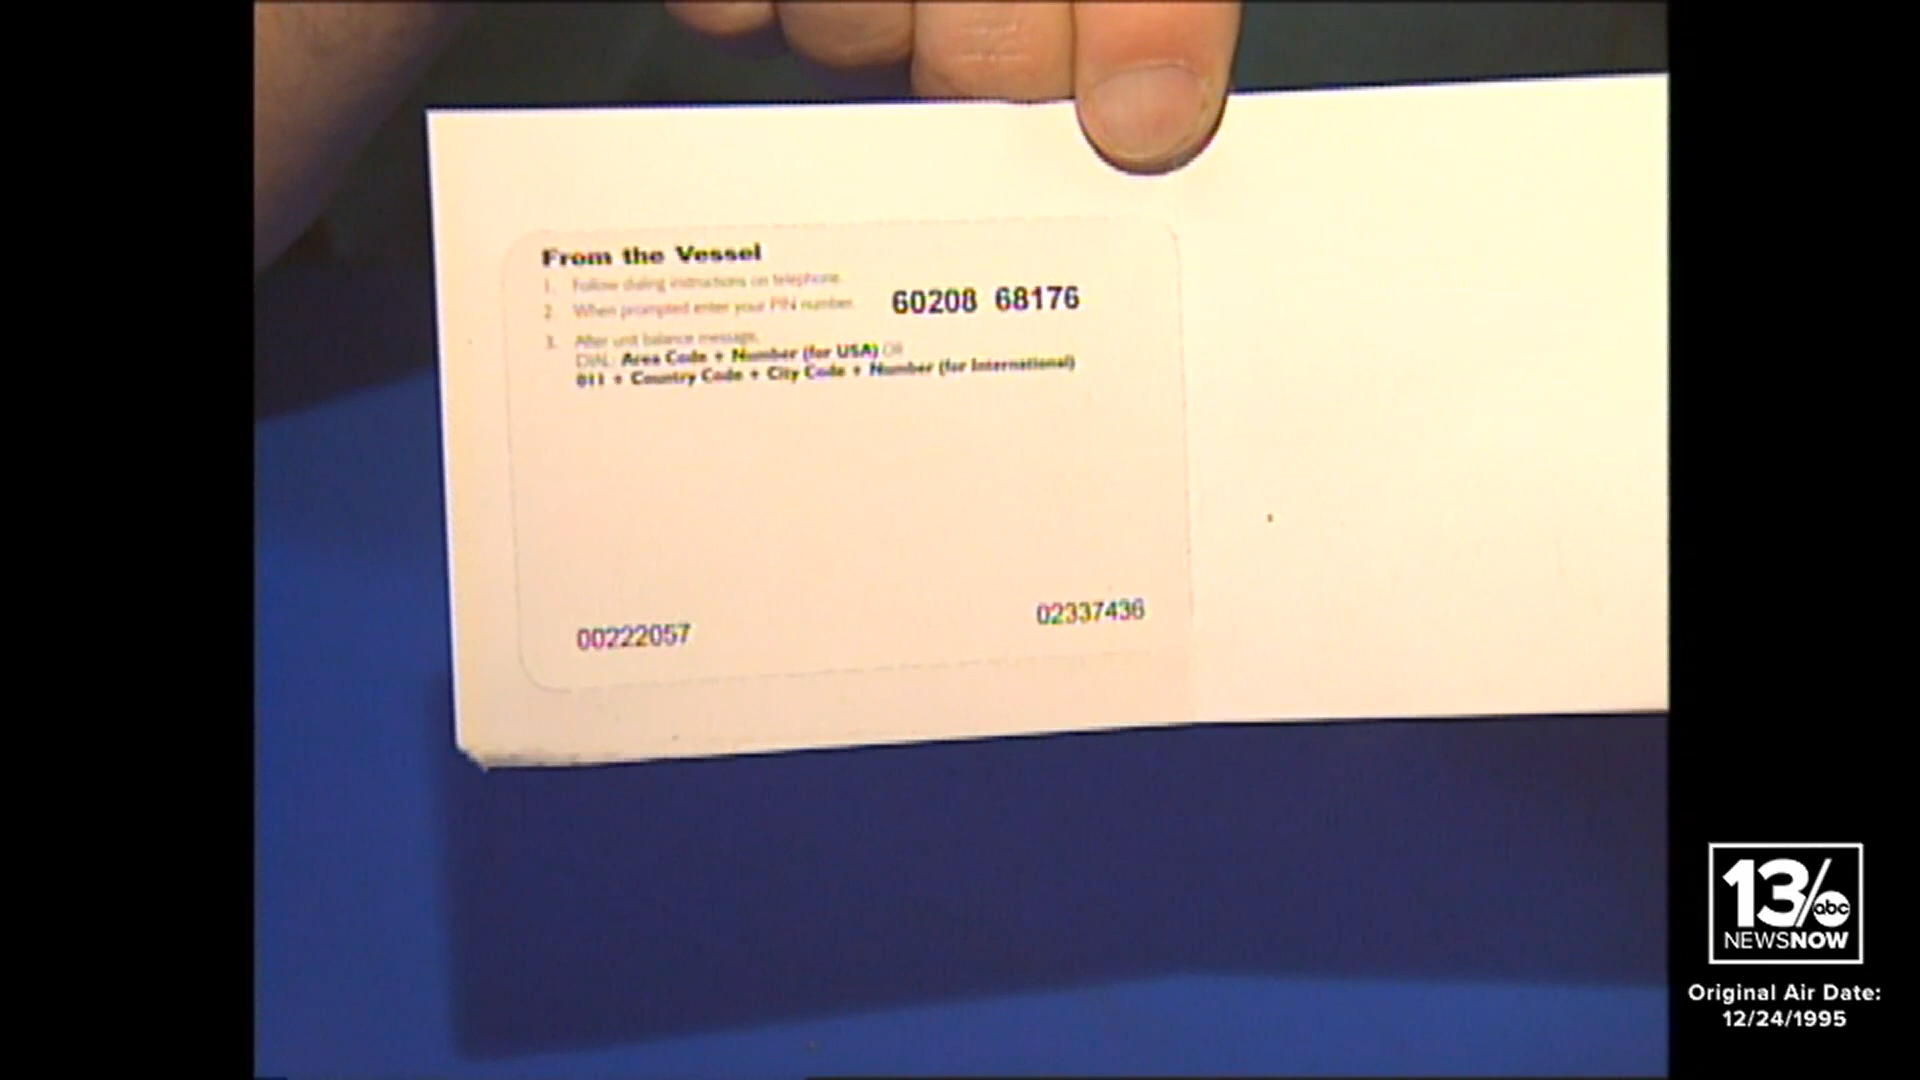 From the Vessel
1. Follow dialing instructions on telephone.
2. When prompted enter your PIN number. 60208 68176
3. After unit balance message,
DIAL: Area Code + Number (for USA) OR
011 + Country Code + City Code + Number (for International)
00222057 02337436
13 abc
NEWSNOW
Original Air Date:
12/24/1995